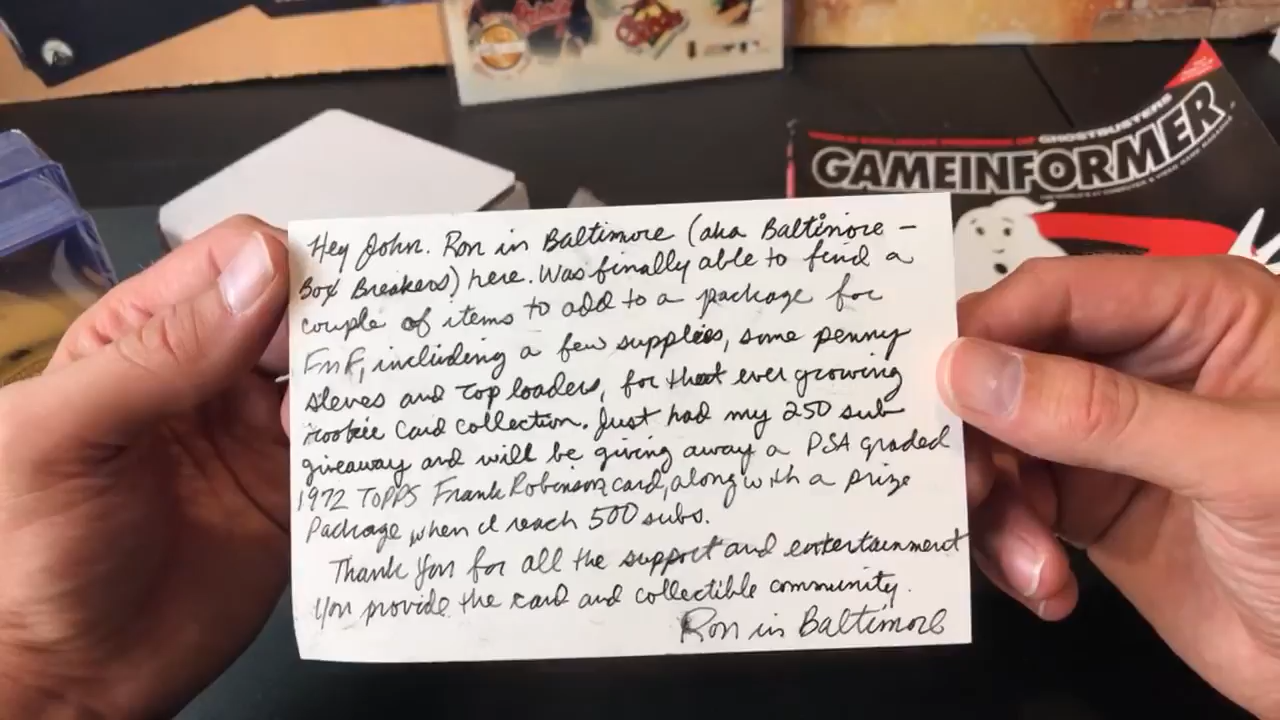 GAMEINFORMER
Hey John. Ron in Baltimore (aka Baltimore -
Box Breakers) here. Was finally able to find a
couple of items to add to a package for
FMF, including a few supplies, some penny
sleves and Top loaders, for that ever growing
rookie Card collection. Just had my 250 sub
giveaway and will be giving away a PSA graded
1972 TOPPS Frank Robinson card, along with a prize
Package when I reach 500 subs.
Thank You for all the support and entertainment
you provide the card and collectible community.
Ron in Baltimore